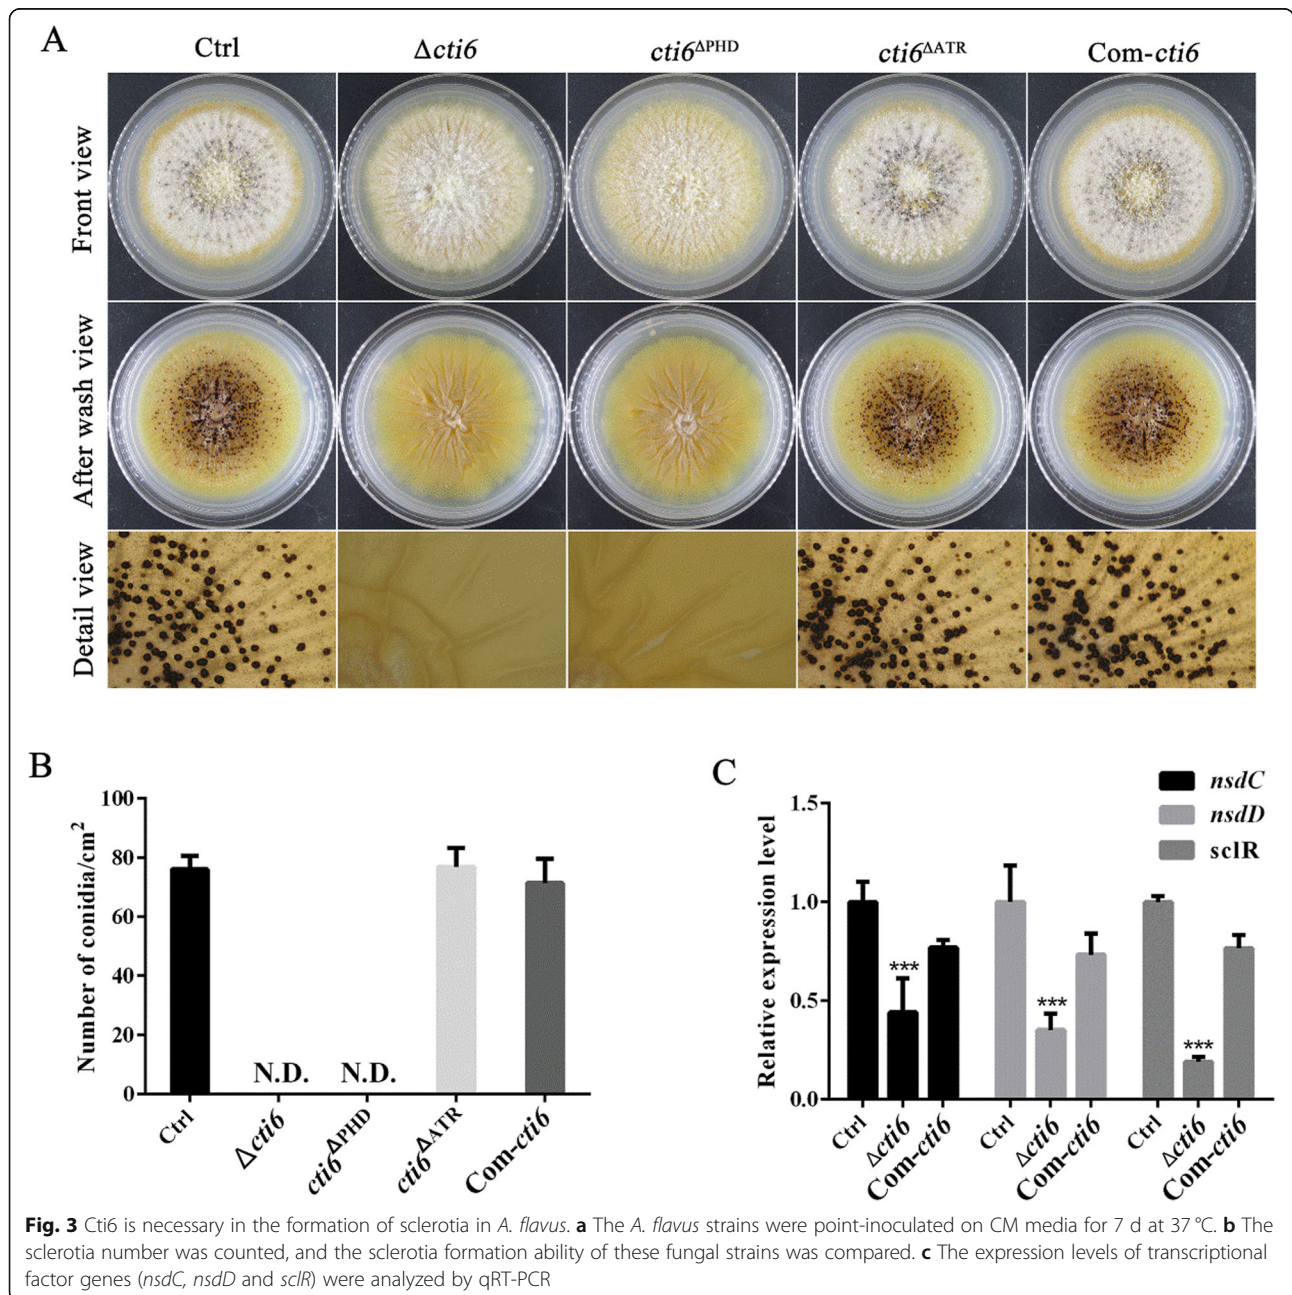 A
Ctrl
Δcti6
cti6ΔPHD
cti6ΔATR
Com-cti6
Front view
After wash view
Detail view
B
Number of conidia/cm2
100
80
60
40
20
0
N.D.
N.D.
Ctrl
Δcti6
cti6ΔPHD
cti6ΔATR
Com-cti6
C
nsdC
nsdD
sclR
Relative expression level
1.5
1.0
0.5
0.0
***
***
***
Ctrl
Δcti6
Com-cti6
Ctrl
Δcti6
Com-cti6
Ctrl
Δcti6
Com-cti6
Fig. 3 Cti6 is necessary in the formation of sclerotia in A. flavus. a The A. flavus strains were point-inoculated on CM media for 7 d at 37 °C. b The
sclerotia number was counted, and the sclerotia formation ability of these fungal strains was compared. c The expression levels of transcriptional
factor genes (nsdC, nsdD and sclR) were analyzed by qRT-PCR